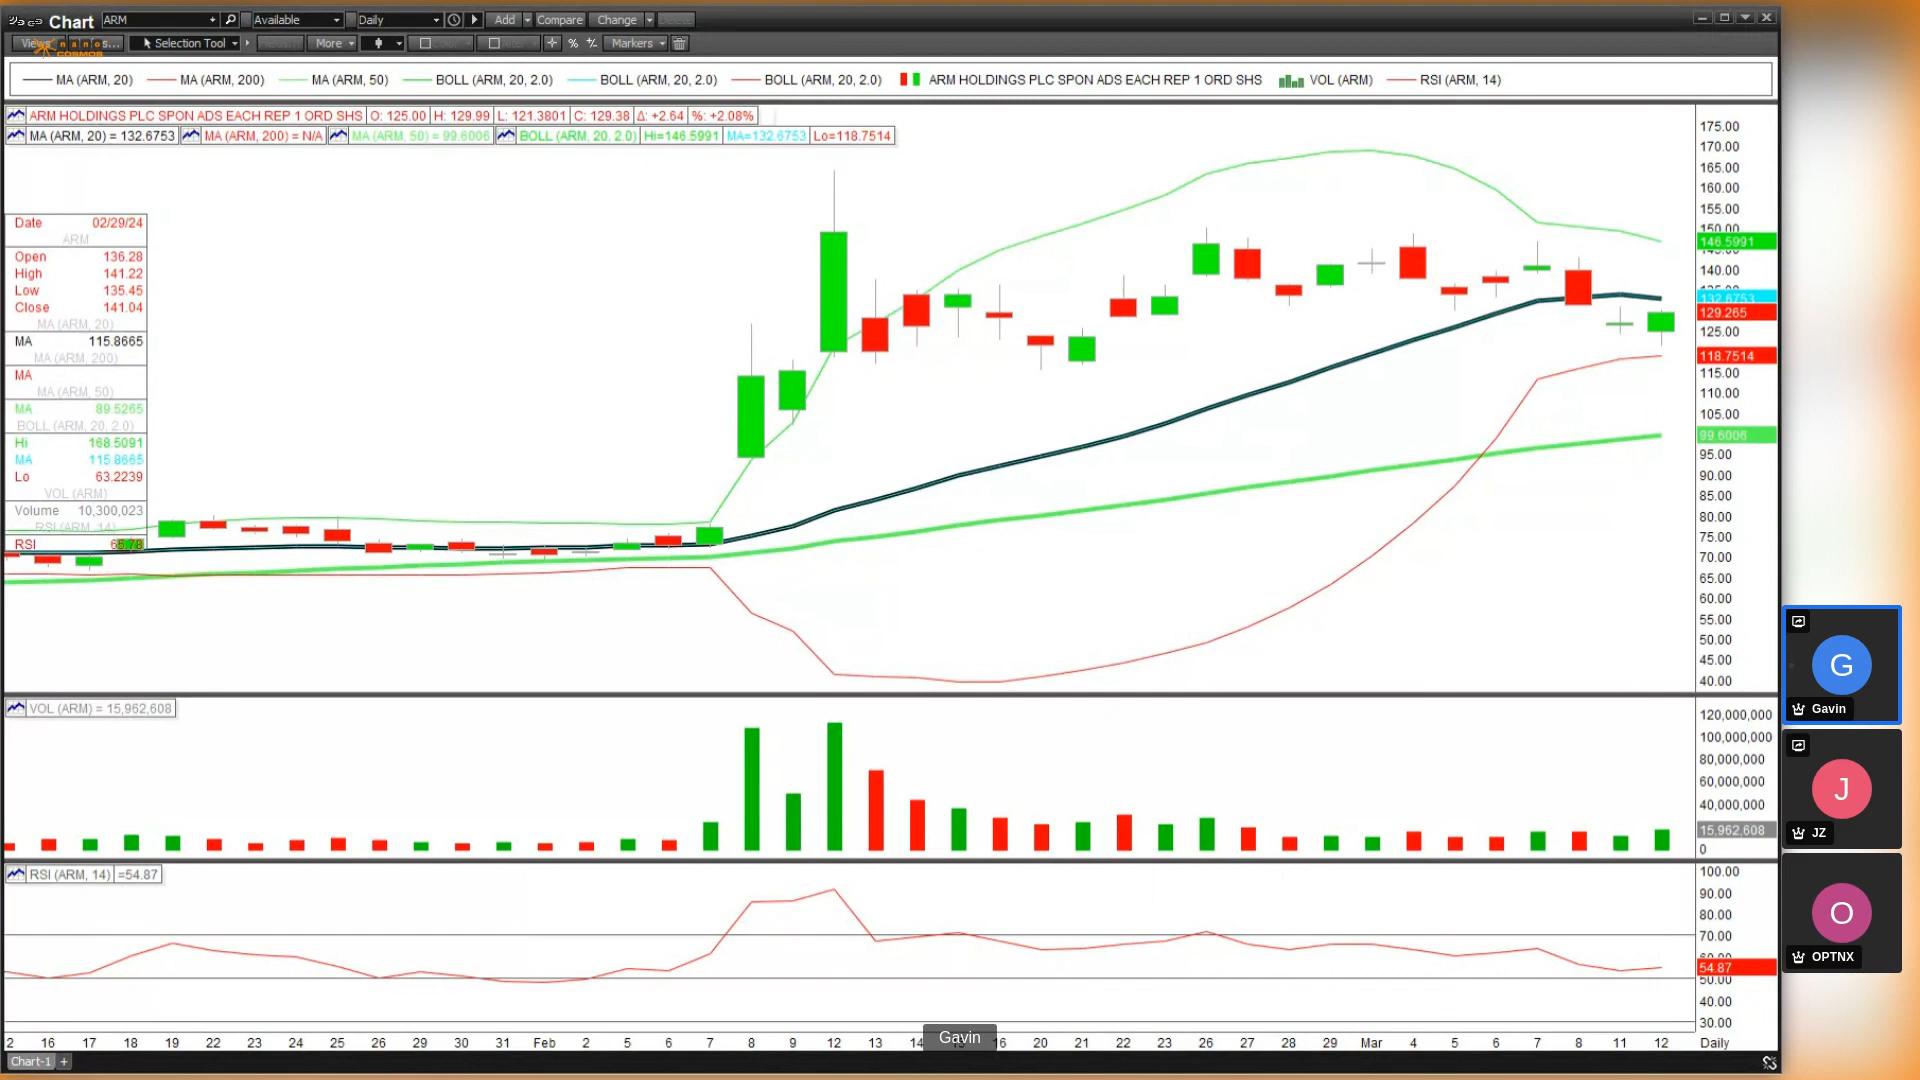 Chart ARM Available Daily Add Compare Change
Views Selection Tool More % Markers
nanocosmos
MA (ARM, 20) MA (ARM, 200) MA (ARM, 50) BOLL (ARM, 20, 2.0) BOLL (ARM, 20, 2.0) BOLL (ARM, 20, 2.0) ARM HOLDINGS PLC SPON ADS EACH REP 1 ORD SHS VOL (ARM) RSI (ARM, 14)
ARM HOLDINGS PLC SPON ADS EACH REP 1 ORD SHS O: 125.00 H: 129.99 L: 121.3801 C: 129.38 Δ: +2.64 %: +2.08%
MA (ARM, 20) = 132.6753 MA (ARM, 200) = N/A MA (ARM, 50) = 99.6006 BOLL (ARM, 20, 2.0) Hi=146.5991 MA=132.6753 Lo=118.7514
Date 02/29/24
ARM
Open 136.28
High 141.22
Low 135.45
Close 141.04
MA (ARM, 20)
MA 115.8665
MA (ARM, 200)
MA
MA (ARM, 50)
MA 89.5265
BOLL (ARM, 20, 2.0)
Hi 168.5091
MA 115.8665
Lo 63.2239
VOL (ARM)
Volume 10,300,023
RSI (ARM, 14)
RSI 65.78
175.00
170.00
165.00
160.00
155.00
150.00
146.5991
140.00
132.6753
129.265
125.00
118.7514
115.00
110.00
105.00
99.6006
95.00
90.00
85.00
80.00
75.00
70.00
65.00
60.00
55.00
50.00
45.00
40.00
VOL (ARM) = 15,962,608
120,000,000
100,000,000
80,000,000
60,000,000
40,000,000
15,962,608
0
RSI (ARM, 14) =54.87
100.00
90.00
80.00
70.00
60.00
54.87
50.00
40.00
30.00
2 16 17 18 19 22 23 24 25 26 29 30 31 Feb 2 5 6 7 8 9 12 13 14 15 16 20 21 22 23 26 27 28 29 Mar 4 5 6 7 8 11 12 Daily
Gavin
Chart-1 +
G
Gavin
J
JZ
O
OPTNX